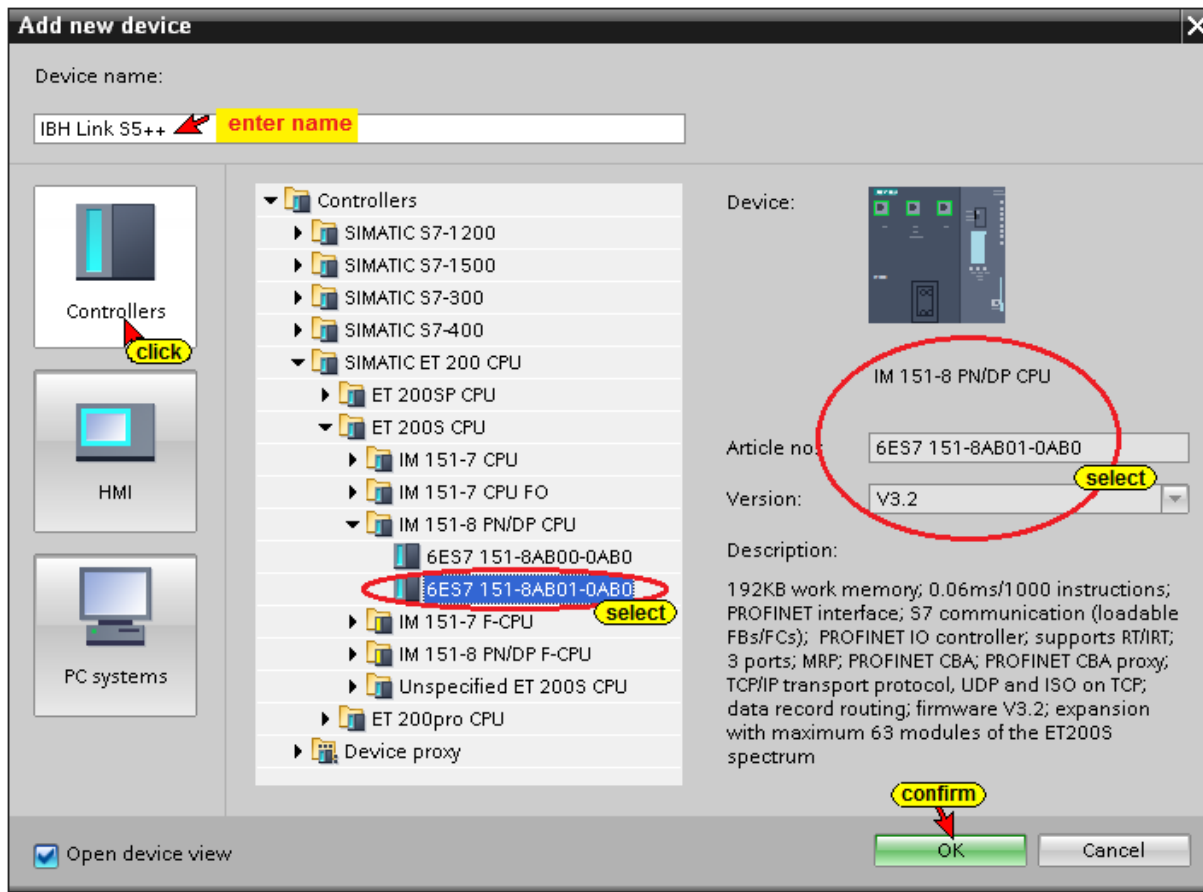 Add new device
Device name:
IBH Link S5++
enter name
Controllers
click
HMI
PC systems
Controllers
SIMATIC S7-1200
SIMATIC S7-1500
SIMATIC S7-300
SIMATIC S7-400
SIMATIC ET 200 CPU
ET 200SP CPU
ET 200S CPU
IM 151-7 CPU
IM 151-7 CPU FO
IM 151-8 PN/DP CPU
6ES7 151-8AB00-0AB0
6ES7 151-8AB01-0AB0
select
IM 151-7 F-CPU
IM 151-8 PN/DP F-CPU
Unspecified ET 200S CPU
ET 200pro CPU
Device proxy
Device:
IM 151-8 PN/DP CPU
Article no.:
6ES7 151-8AB01-0AB0
select
Version:
V3.2
Description:
192KB work memory; 0.06ms/1000 instructions;
PROFINET interface; S7 communication (loadable
FBs/FCs); PROFINET IO controller; supports RT/IRT;
3 ports; MRP; PROFINET CBA; PROFINET CBA proxy;
TCP/IP transport protocol, UDP and ISO on TCP;
data record routing; firmware V3.2; expansion
with maximum 63 modules of the ET200S
spectrum
confirm
Open device view
OK
Cancel